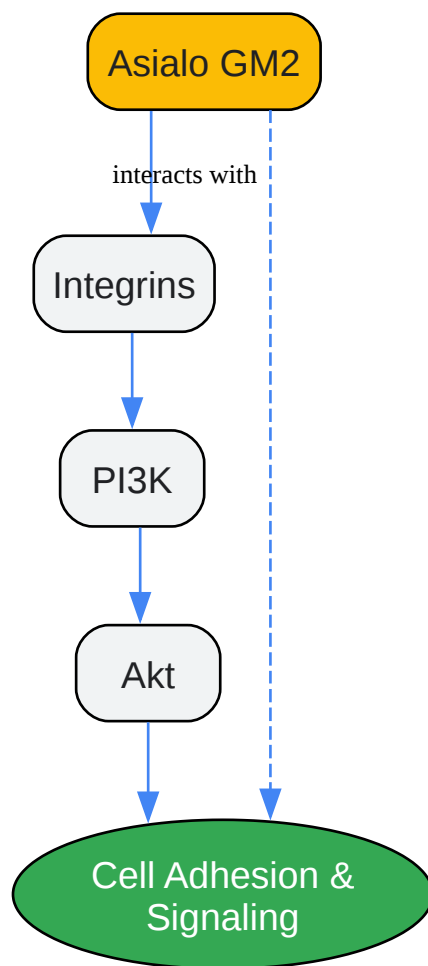 Asialo GM2
interacts with
Integrins
PI3K
Akt
Cell Adhesion &
Signaling